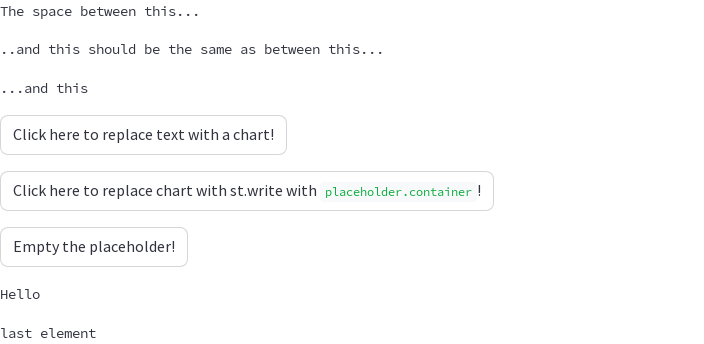 The space between this...
..and this should be the same as between this...
...and this
Click here to replace text with a chart!
Click here to replace chart with st.write with placeholder.container !
Empty the placeholder!
Hello
last element